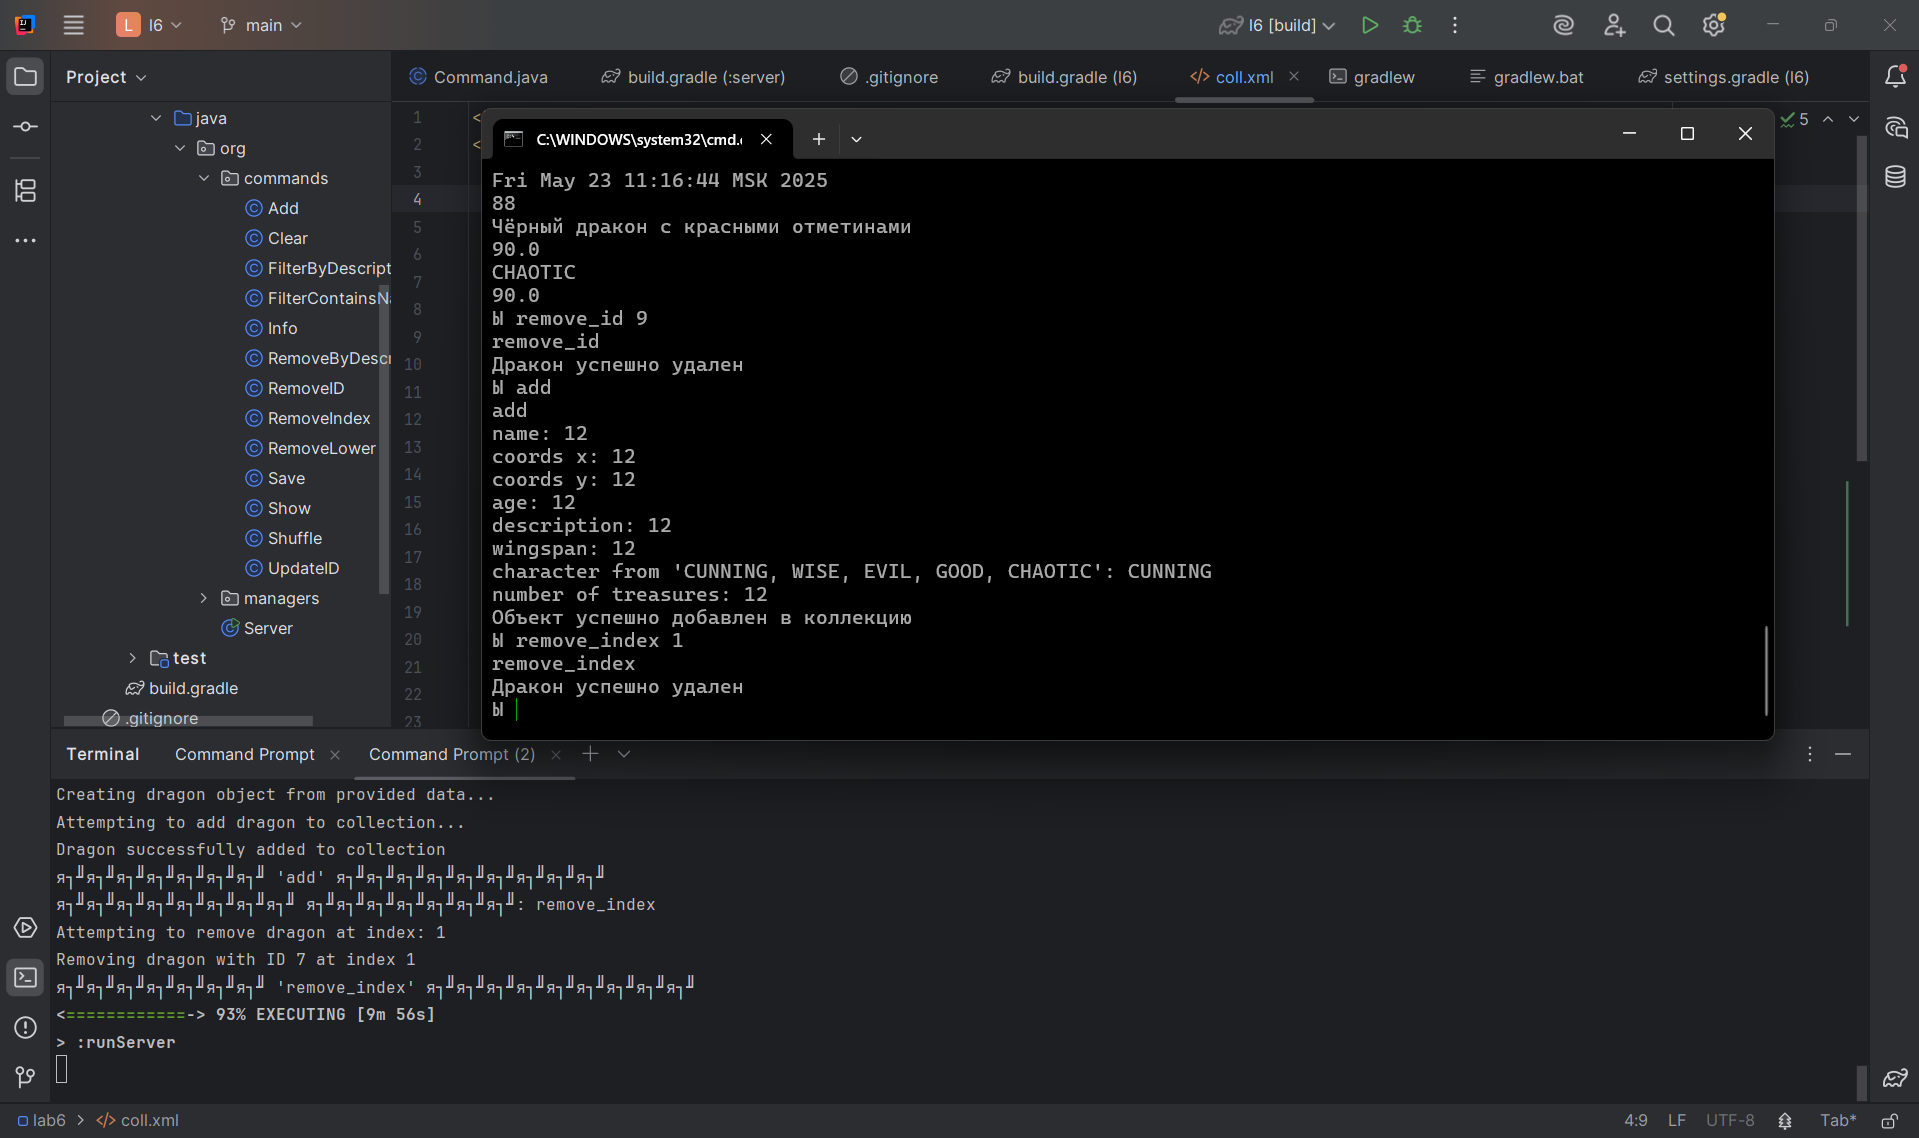 L l6 main l6 [build]
Project
Command.java build.gradle (:server) .gitignore build.gradle (l6) coll.xml gradlew gradlew.bat settings.gradle (l6)
java
org
commands
Add
Clear
FilterByDescript
FilterContainsNa
Info
RemoveByDescr
RemoveID
RemoveIndex
RemoveLower
Save
Show
Shuffle
UpdateID
managers
Server
test
build.gradle
.gitignore
1
2
3
4
5
6
7
8
9
10
11
12
13
14
15
16
17
18
19
20
21
22
23
<
<
5
C:\WINDOWS\system32\cmd.
Fri May 23 11:16:44 MSK 2025
88
Чёрный дракон с красными отметинами
90.0
CHAOTIC
90.0
Ы remove_id 9
remove_id
Дракон успешно удален
Ы add
add
name: 12
coords x: 12
coords y: 12
age: 12
description: 12
wingspan: 12
character from 'CUNNING, WISE, EVIL, GOOD, CHAOTIC': CUNNING
number of treasures: 12
Объект успешно добавлен в коллекцию
Ы remove_index 1
remove_index
Дракон успешно удален
Ы
Terminal Command Prompt Command Prompt (2)
Creating dragon object from provided data...
Attempting to add dragon to collection...
Dragon successfully added to collection
я┐╜я┐╜я┐╜я┐╜я┐╜я┐╜я┐╜ 'add' я┐╜я┐╜я┐╜я┐╜я┐╜я┐╜я┐╜я┐╜я┐╜
я┐╜я┐╜я┐╜я┐╜я┐╜я┐╜я┐╜я┐╜ я┐╜я┐╜я┐╜я┐╜я┐╜я┐╜я┐╜: remove_index
Attempting to remove dragon at index: 1
Removing dragon with ID 7 at index 1
я┐╜я┐╜я┐╜я┐╜я┐╜я┐╜я┐╜ 'remove_index' я┐╜я┐╜я┐╜я┐╜я┐╜я┐╜я┐╜я┐╜я┐╜
<============-> 93% EXECUTING [9m 56s]
> :runServer
lab6 > coll.xml 4:9 LF UTF-8 Tab*